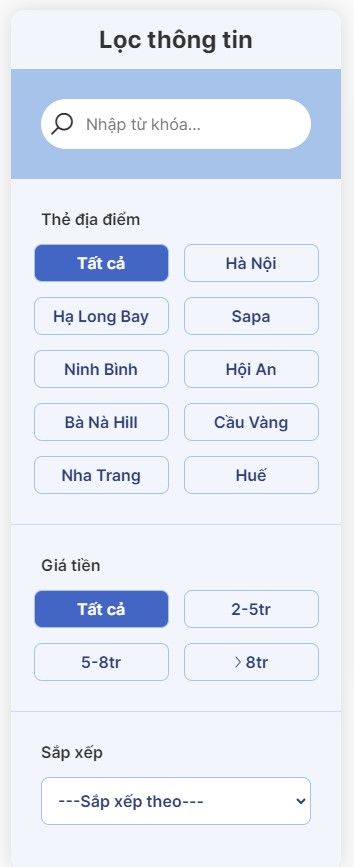 Lọc thông tin
Nhập từ khóa...
Thẻ địa điểm
Tất cả Hà Nội
Hạ Long Bay Sapa
Ninh Bình Hội An
Bà Nà Hill Cầu Vàng
Nha Trang Huế
Giá tiền
Tất cả 2-5tr
5-8tr > 8tr
Sắp xếp
---Sắp xếp theo---